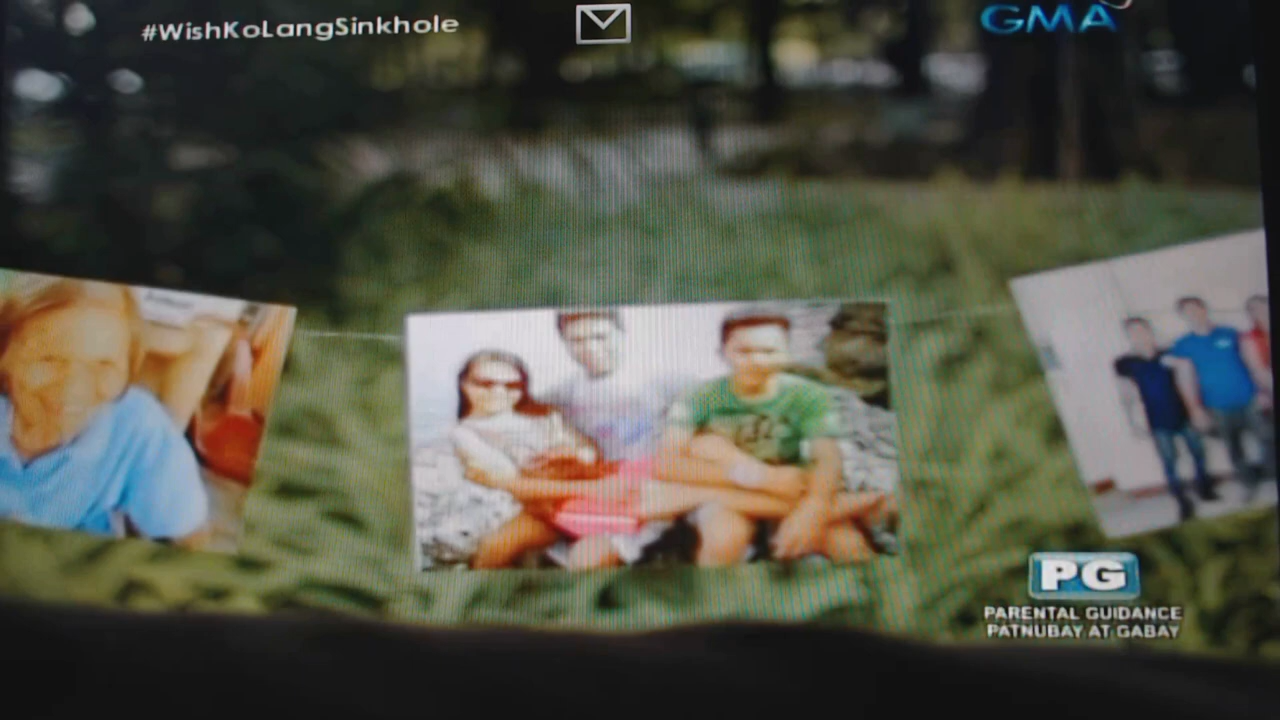 #WishKoLangSinkhole
GMA
PG
PARENTAL GUIDANCE
PATNUBAY AT GABAY